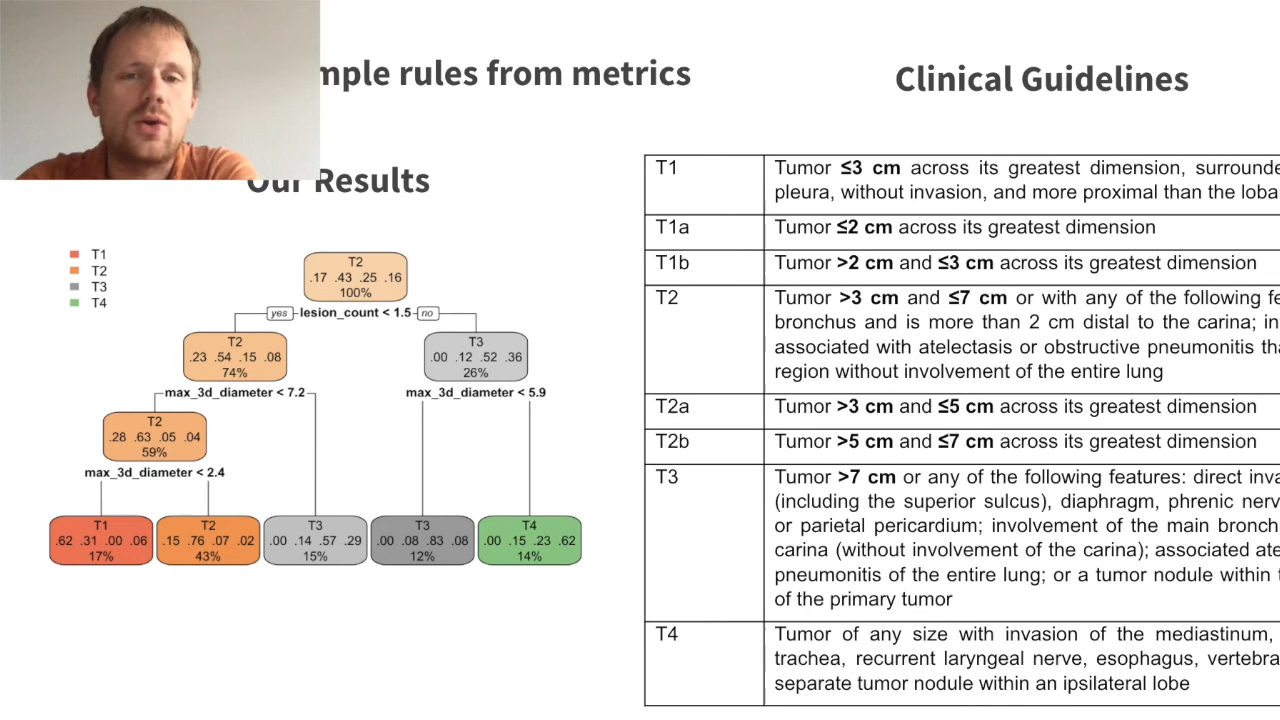 rules from metrics
Our Results
T1
T2
T3
T4
T2
.17 .43 .25 .16
100%
yes lesion_count < 1.5 no
T2
.23 .54 .15 .08
74%
T3
.00 .12 .52 .36
26%
max_3d_diameter < 7.2
max_3d_diameter < 5.9
T2
.28 .63 .05 .04
59%
max_3d_diameter < 2.4
T1
.62 .31 .00 .06
17%
T2
.15 .76 .07 .02
43%
T3
.00 .14 .57 .29
15%
T3
.00 .08 .83 .08
12%
T4
.00 .15 .23 .62
14%
Clinical Guidelines
T1
Tumor ≤3 cm across its greatest dimension,
pleura, without invasion, and more proximal than the
T1a
Tumor ≤2 cm across its greatest dimension
T1b
Tumor >2 cm and ≤3 cm across its greatest dimension
T2
Tumor >3 cm and ≤7 cm or with any of the following
bronchus and is more than 2 cm distal to the carina;
associated with atelectasis or obstructive pneumonitis
region without involvement of the entire lung
T2a
Tumor >3 cm and ≤5 cm across its greatest dimension
T2b
Tumor >5 cm and ≤7 cm across its greatest dimension
T3
Tumor >7 cm or any of the following features: direct
(including the superior sulcus), diaphragm, phrenic
or parietal pericardium; involvement of the main
carina (without involvement of the carina); associated
pneumonitis of the entire lung; or a tumor nodule within
of the primary tumor
T4
Tumor of any size with invasion of the mediastinum,
trachea, recurrent laryngeal nerve, esophagus,
separate tumor nodule within an ipsilateral lobe